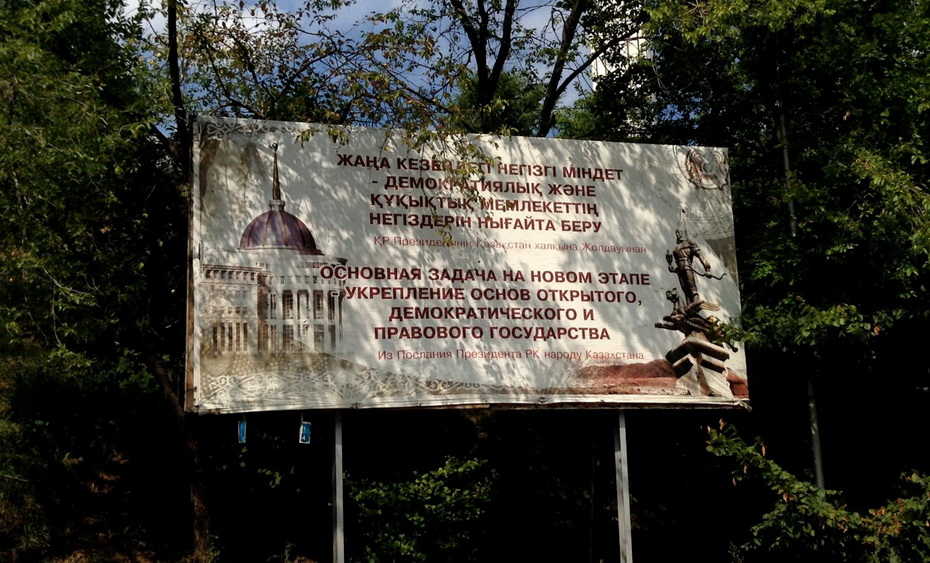 ЖАҢА КЕЗЕҢДЕГІ НЕГІЗГІ МІНДЕТ
- ДЕМОКРАТИЯЛЫҚ ЖӘНЕ
ҚҰҚЫҚТЫҚ МЕМЛЕКЕТТІҢ
НЕГІЗДЕРІН НЫҒАЙТА БЕРУ
ҚР Президентінің Қазақстан халқына Жолдауынан
ОСНОВНАЯ ЗАДАЧА НА НОВОМ ЭТАПЕ
УКРЕПЛЕНИЕ ОСНОВ ОТКРЫТОГО,
ДЕМОКРАТИЧЕСКОГО И
ПРАВОВОГО ГОСУДАРСТВА
Из Послания Президента РК народу Казахстана